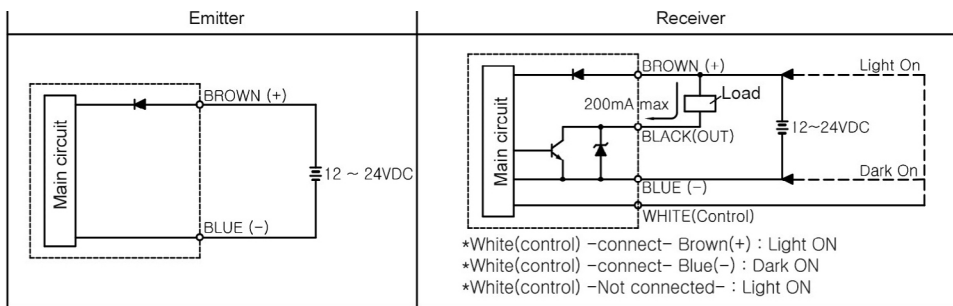 Emitter
Receiver
Main circuit
BROWN (+)
12 ~ 24VDC
BLUE (-)
Main circuit
BROWN (+)
Light On
200mA max
Load
BLACK(OUT)
12~24VDC
Dark On
BLUE (-)
WHITE(Control)
*White(control) -connect- Brown(+) : Light ON
*White(control) -connect- Blue(-) : Dark ON
*White(control) -Not connected- : Light ON